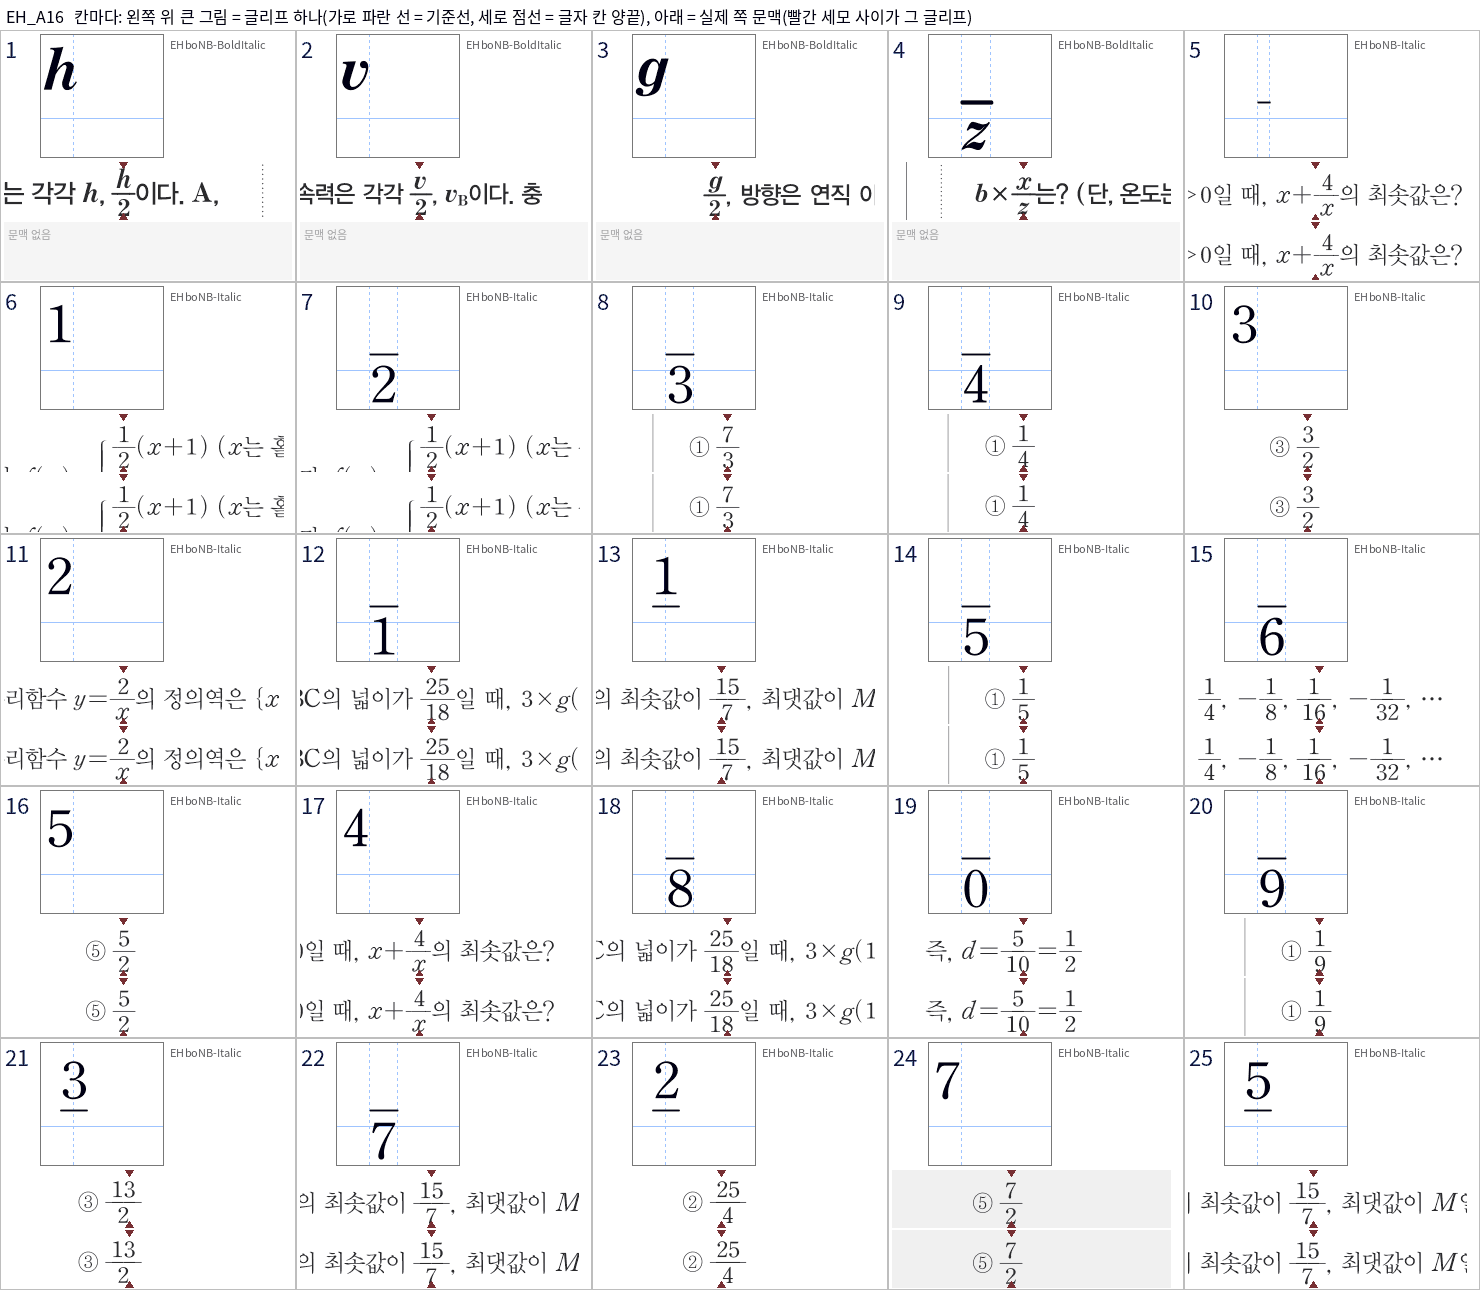 EH_A16 칸마다: 왼쪽 위 큰 그림 = 글리프 하나(가로 파란 선 = 기준선, 세로 점선 = 글자 칸 양끝), 아래 = 실제 쪽 문맥(빨간 세모 사이가 그 글리프)
1 h EHboNB-BoldItalic
는 각각 h, h/2 이다. A,
문맥 없음
2 v EHboNB-BoldItalic
속력은 각각 v/2, vB이다. 충
문맥 없음
3 g EHboNB-BoldItalic
g/2, 방향은 연직 이
문맥 없음
4 z EHboNB-BoldItalic
b×x/z는? (단, 온도는
문맥 없음
5 – EHboNB-Italic
>0일 때, x+4/x의 최솟값은?
>0일 때, x+4/x의 최솟값은?
6 1 EHboNB-Italic
1/2(x+1) (x는 홀
1/2(x+1) (x는 홀
7 2 EHboNB-Italic
1/2(x+1) (x는
1/2(x+1) (x는
8 3 EHboNB-Italic
① 7/3
① 7/3
9 4 EHboNB-Italic
① 1/4
① 1/4
10 3 EHboNB-Italic
③ 3/2
③ 3/2
11 2 EHboNB-Italic
리함수 y=2/x의 정의역은 {x
리함수 y=2/x의 정의역은 {x
12 1 EHboNB-Italic
BC의 넓이가 25/18일 때, 3×g(
BC의 넓이가 25/18일 때, 3×g(
13 1 EHboNB-Italic
의 최솟값이 15/7, 최댓값이 M
의 최솟값이 15/7, 최댓값이 M
14 5 EHboNB-Italic
① 1/5
① 1/5
15 6 EHboNB-Italic
1/4, −1/8, 1/16, −1/32, ⋯
1/4, −1/8, 1/16, −1/32, ⋯
16 5 EHboNB-Italic
⑤ 5/2
⑤ 5/2
17 4 EHboNB-Italic
)일 때, x+4/x의 최솟값은?
)일 때, x+4/x의 최솟값은?
18 8 EHboNB-Italic
C의 넓이가 25/18일 때, 3×g(1
C의 넓이가 25/18일 때, 3×g(1
19 0 EHboNB-Italic
즉, d=5/10=1/2
즉, d=5/10=1/2
20 9 EHboNB-Italic
① 1/9
① 1/9
21 3 EHboNB-Italic
③ 13/2
③ 13/2
22 7 EHboNB-Italic
의 최솟값이 15/7, 최댓값이 M
의 최솟값이 15/7, 최댓값이 M
23 2 EHboNB-Italic
② 25/4
② 25/4
24 7 EHboNB-Italic
⑤ 7/2
⑤ 7/2
25 5 EHboNB-Italic
최솟값이 15/7, 최댓값이 M일
최솟값이 15/7, 최댓값이 M일